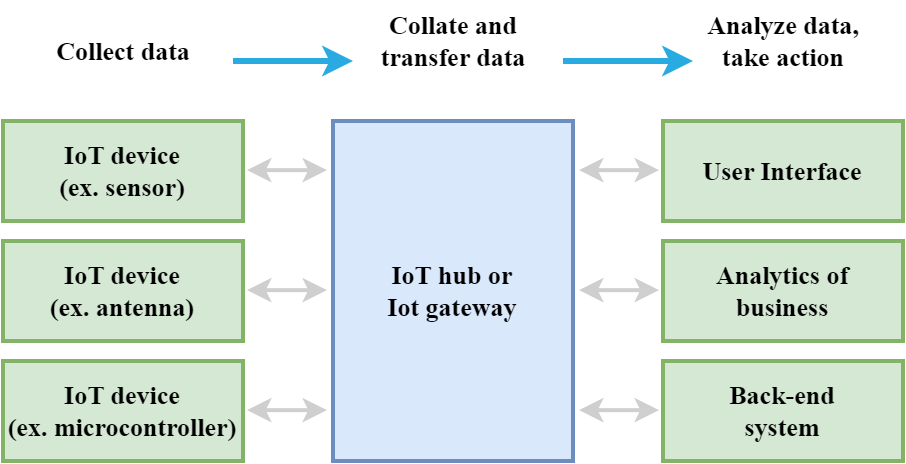 Collect data
Collate and
transfer data
Analyze data,
take action
IoT device
(ex. sensor)
User Interface
IoT device
(ex. antenna)
IoT hub or
Iot gateway
Analytics of
business
IoT device
(ex. microcontroller)
Back-end
system